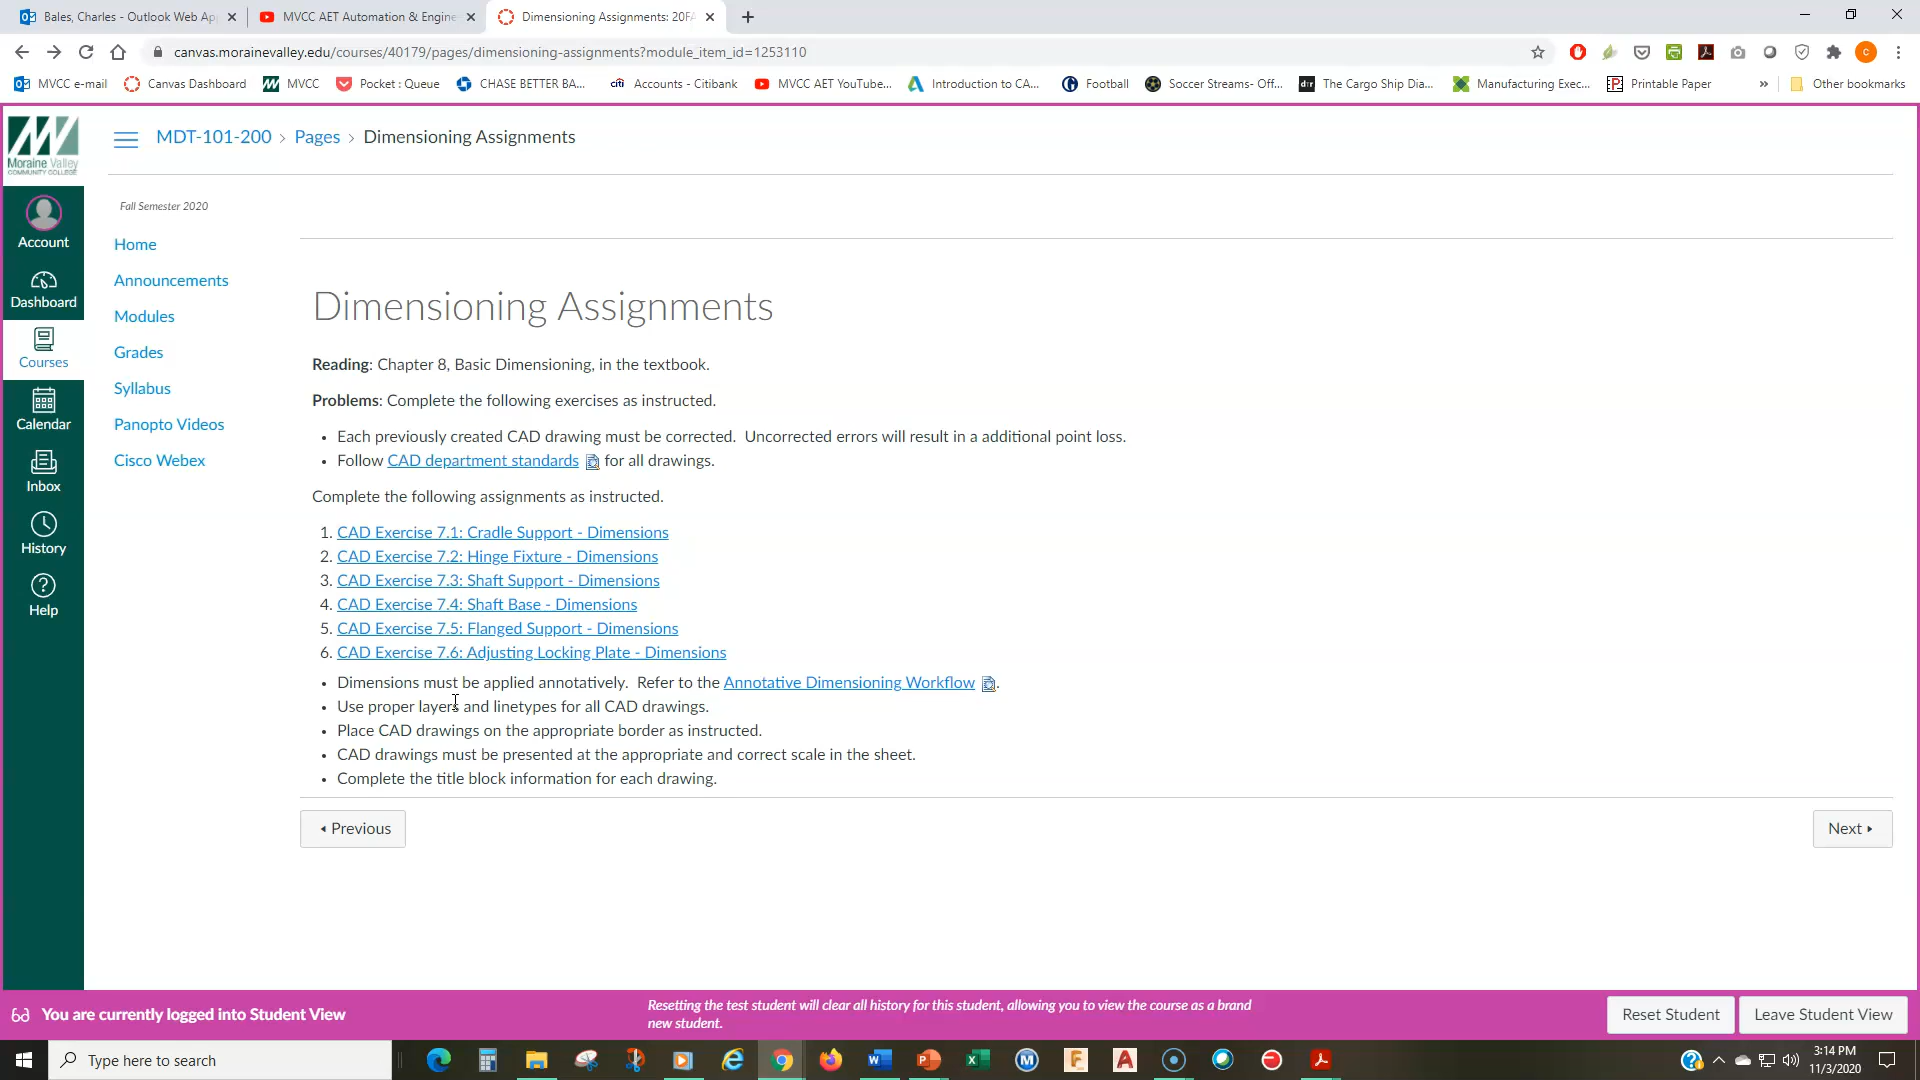 Bales, Charles - Outlook Web Ap
MVCC AET Automation & Engine
Dimensioning Assignments: 20FA
canvas.morainevalley.edu/courses/40179/pages/dimensioning-assignments?module_item_id=1253110
MVCC e-mail
Canvas Dashboard
MVCC
Pocket : Queue
CHASE BETTER BA...
citi Accounts - Citibank
MVCC AET YouTube...
Introduction to CA...
Football
Soccer Streams- Off...
The Cargo Ship Dia...
Manufacturing Exec...
Printable Paper
»
Other bookmarks
Moraine Valley
COMMUNITY COLLEGE
MDT-101-200 › Pages › Dimensioning Assignments
Account
Dashboard
Courses
Calendar
Inbox
History
Help
Fall Semester 2020
Home
Announcements
Modules
Grades
Syllabus
Panopto Videos
Cisco Webex
Dimensioning Assignments
Reading: Chapter 8, Basic Dimensioning, in the textbook.
Problems: Complete the following exercises as instructed.
• Each previously created CAD drawing must be corrected. Uncorrected errors will result in a additional point loss.
• Follow CAD department standards for all drawings.
Complete the following assignments as instructed.
1. CAD Exercise 7.1: Cradle Support - Dimensions
2. CAD Exercise 7.2: Hinge Fixture - Dimensions
3. CAD Exercise 7.3: Shaft Support - Dimensions
4. CAD Exercise 7.4: Shaft Base - Dimensions
5. CAD Exercise 7.5: Flanged Support - Dimensions
6. CAD Exercise 7.6: Adjusting Locking Plate - Dimensions
• Dimensions must be applied annotatively. Refer to the Annotative Dimensioning Workflow .
• Use proper layers and linetypes for all CAD drawings.
• Place CAD drawings on the appropriate border as instructed.
• CAD drawings must be presented at the appropriate and correct scale in the sheet.
• Complete the title block information for each drawing.
Previous
Next
You are currently logged into Student View
Resetting the test student will clear all history for this student, allowing you to view the course as a brand
new student.
Reset Student
Leave Student View
Type here to search
3:14 PM
11/3/2020